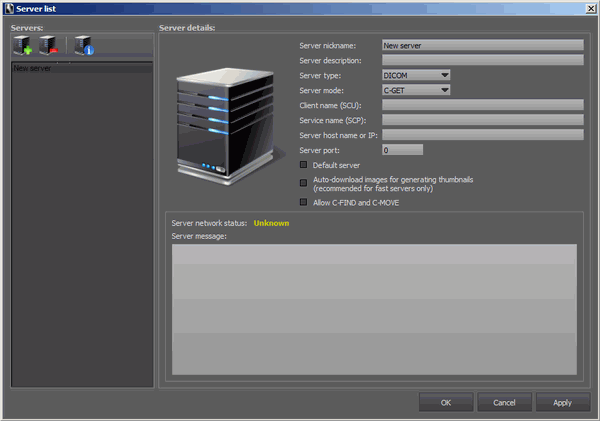 Server list
Servers:
New server
Server details:
Server nickname: New server
Server description:
Server type: DICOM
Server mode: C-GET
Client name (SCU):
Service name (SCP):
Server host name or IP:
Server port: 0
Default server
Auto-download images for generating thumbnails
(recommended for fast servers only)
Allow C-FIND and C-MOVE
Server network status: Unknown
Server message:
OK Cancel Apply